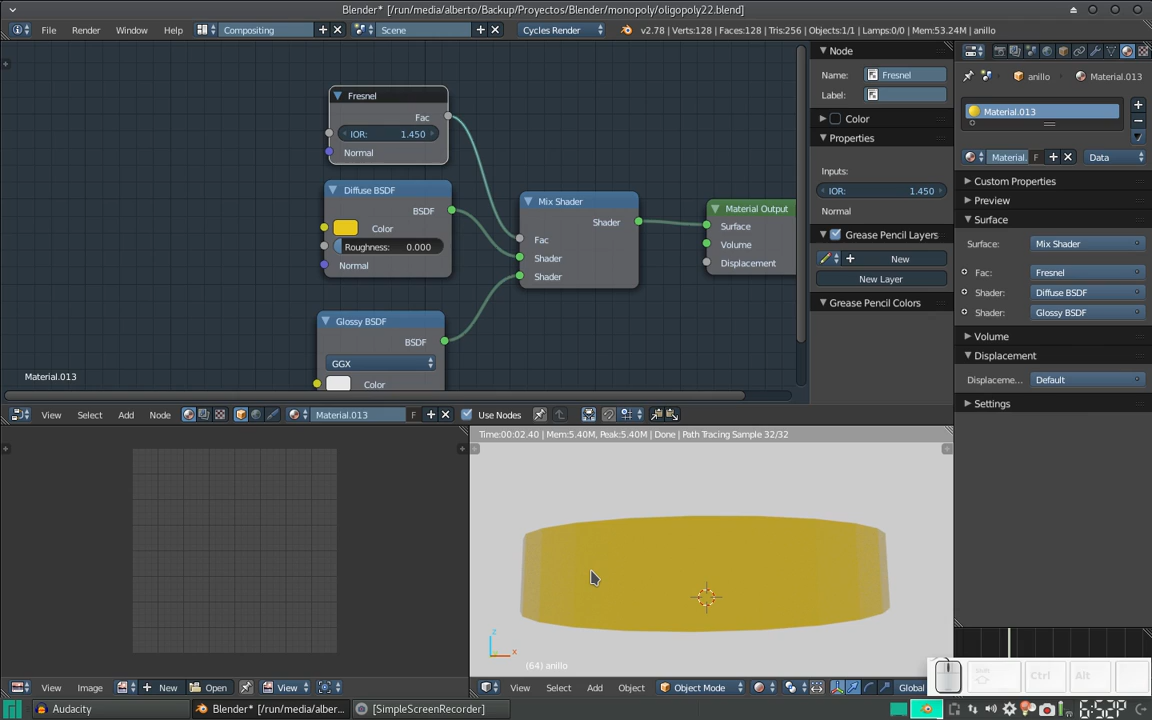 Blender* [/run/media/alberto/Backup/Proyectos/Blender/monopoly/oligopoly22.blend]
File Render Window Help Compositing Scene Cycles Render v2.78 | Verts:128 | Faces:128 | Tris:256 | Objects:1/1 | Lamps:0/0 | Mem:53.24M | anillo
Fresnel
Fac
IOR: 1.450
Normal
Diffuse BSDF
BSDF
Color
Roughness: 0.000
Normal
Glossy BSDF
BSDF
GGX
Color
Mix Shader
Shader
Fac
Shader
Shader
Material Output
Surface
Volume
Displacement
Material.013
Node
Name: Fresnel
Label:
Color
Properties
Inputs:
IOR: 1.450
Normal
Grease Pencil Layers
New
New Layer
Grease Pencil Colors
anillo Material.013
Material.013
Material. F Data
Custom Properties
Preview
Surface
Surface: Mix Shader
Fac: Fresnel
Shader: Diffuse BSDF
Shader: Glossy BSDF
Volume
Displacement
Displaceme... Default
Settings
View Select Add Node Material.013 F Use Nodes
Time:00:02.40 | Mem:5.40M, Peak:5.40M | Done | Path Tracing Sample 32/32
z
x
(64) anillo
View Image New Open View
View Select Add Object Object Mode Global
Shift Ctrl Alt
Audacity Blender* [/run/media/alber... [SimpleScreenRecorder] 6:52P